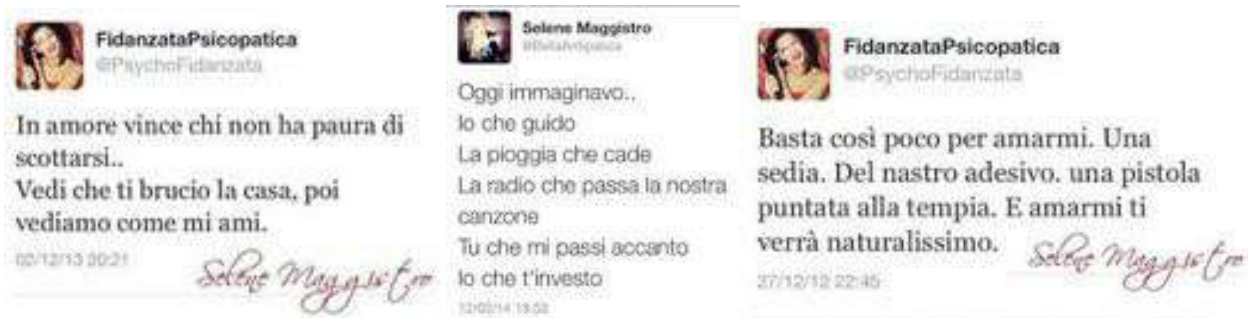 FidanzataPsicopatica
@PsychoFidanzata
In amore vince chi non ha paura di
scottarsi..
Vedi che ti brucio la casa, poi
vediamo come mi ami.
02/12/13 20:21
Selene Maggistro
Selene Maggistro
Oggi immaginavo..
Io che guido
La pioggia che cade
La radio che passa la nostra
canzone
Tu che mi passi accanto
Io che t'investo
FidanzataPsicopatica
@PsychoFidanzata
Basta così poco per amarmi. Una
sedia. Del nastro adesivo. una pistola
puntata alla tempia. E amarmi ti
verrà naturalissimo.
Selene Maggistro
22:45